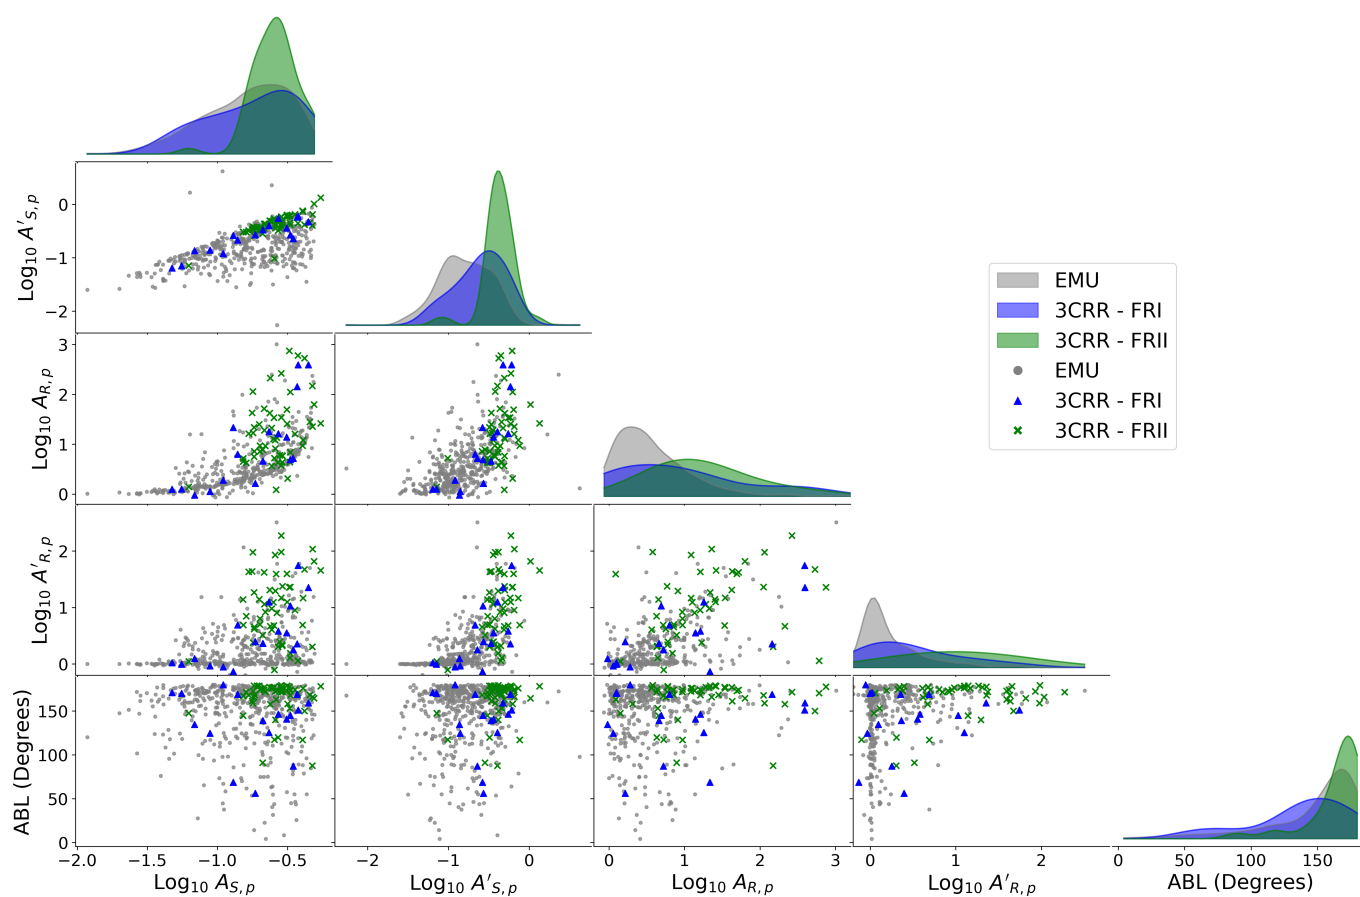 Log10 A′S,p
0
−1
−2
Log10 AR,p
3
2
1
0
EMU
3CRR - FRI
3CRR - FRII
EMU
3CRR - FRI
3CRR - FRII
Log10 A′R,p
2
1
0
ABL (Degrees)
150
100
50
0
−2.0 −1.5 −1.0 −0.5
−2 −1 0
0 1 2 3
0 1 2
0 50 100 150
Log10 AS,p
Log10 A′S,p
Log10 AR,p
Log10 A′R,p
ABL (Degrees)